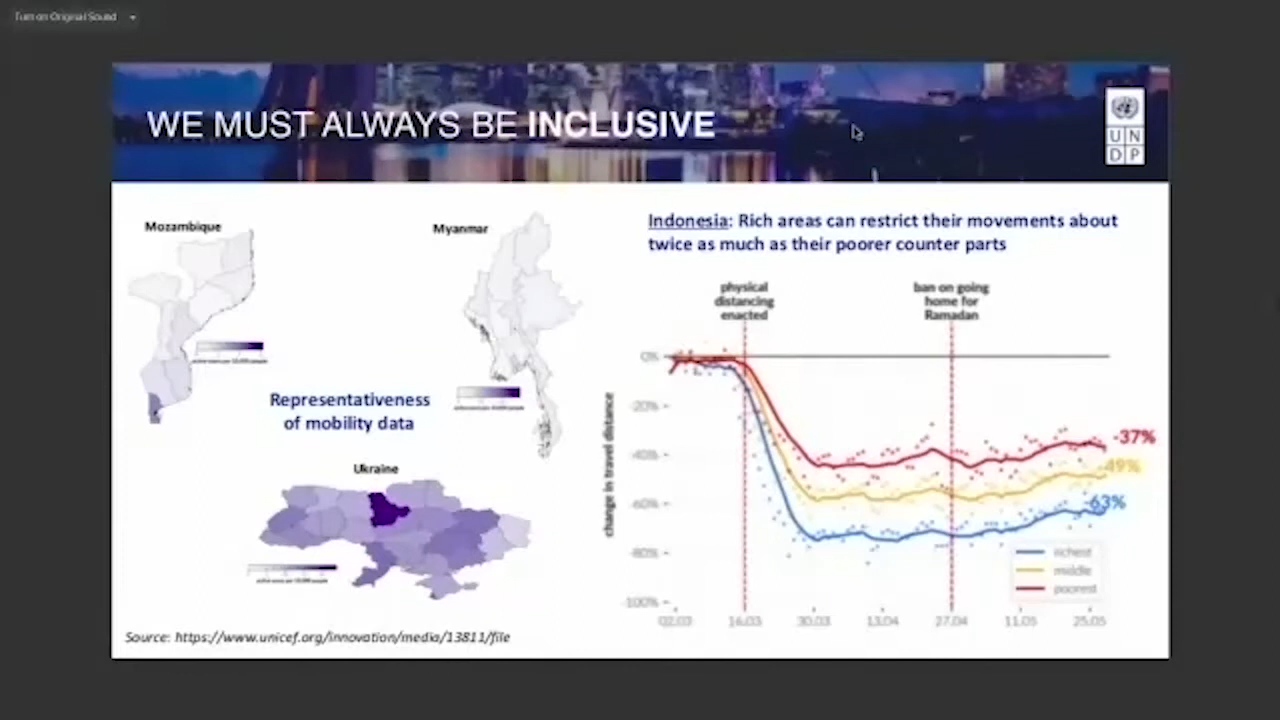 Turn on Original Sound
WE MUST ALWAYS BE INCLUSIVE
U N
D P
Mozambique
Myanmar
Representativeness
of mobility data
Ukraine
Source: https://www.unicef.org/innovation/media/13811/file
Indonesia: Rich areas can restrict their movements about
twice as much as their poorer counter parts
physical
distancing
enacted
ban on going
home for
Ramadan
change in travel distance
0%
-20%
-40%
-60%
-80%
-100%
02.03 16.03 30.03 13.04 27.04 11.05 25.05
-37%
-49%
-63%
richest
middle
poorest